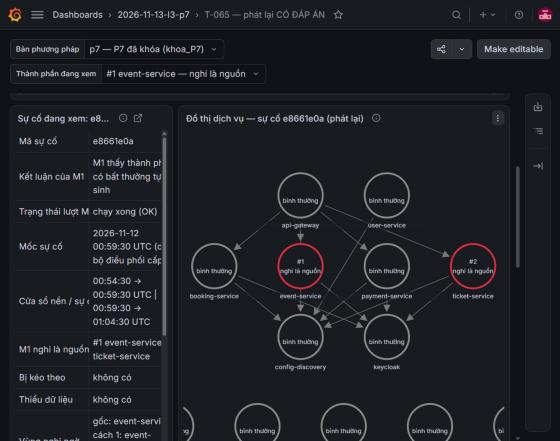 Dashboards › 2026-11-13-I3-p7 › T-065 — phát lại CÓ ĐÁP ÁN
Bản phương pháp p7 — P7 đã khóa (khoa_P7)
Make editable
Thành phần đang xem #1 event-service — nghi là nguồn
Sự cố đang xem: e8...
Mã sự cố e8661e0a
Kết luận của M1 M1 thấy thành ph
có bất thường tự
sinh
Trạng thái lượt M chạy xong (OK)
Mốc sự cố 2026-11-12
00:59:30 UTC (d
bộ điều phối cấp
Cửa sổ nền / sự c 00:54:30 →
00:59:30 UTC |
00:59:30 →
01:04:30 UTC
M1 nghi là nguồn #1 event-service
ticket-service
Bị kéo theo không có
Thiếu dữ liệu không có
Vùng nghi ngờ gốc: event-servi
cách 1: event-
Đồ thị dịch vụ — sự cố e8661e0a (phát lại)
bình thường
api-gateway
bình thường
user-service
bình thường
booking-service
#1
nghi là nguồn
event-service
bình thường
payment-service
#2
nghi là nguồn
ticket-service
bình thường
config-discovery
bình thường
keycloak
bình thường
bình thường
bình thường